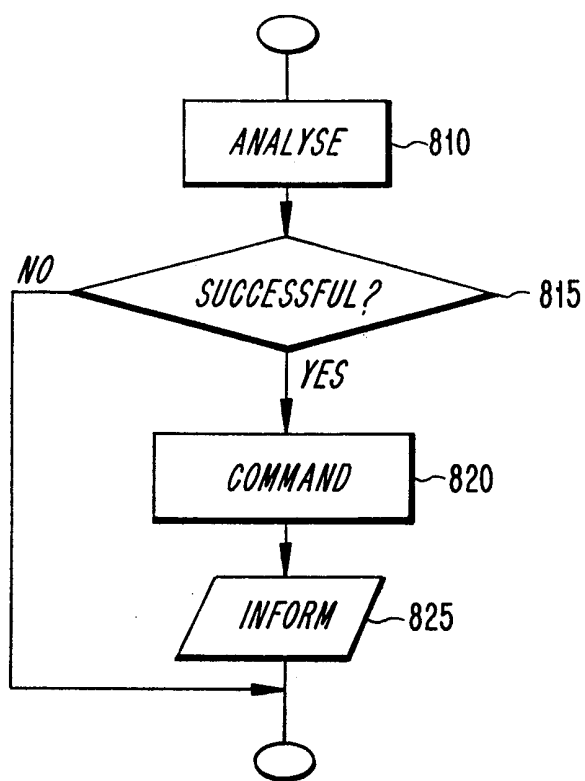 ANALYSE
810
NO
SUCCESSFUL?
815
YES
COMMAND
820
INFORM
825